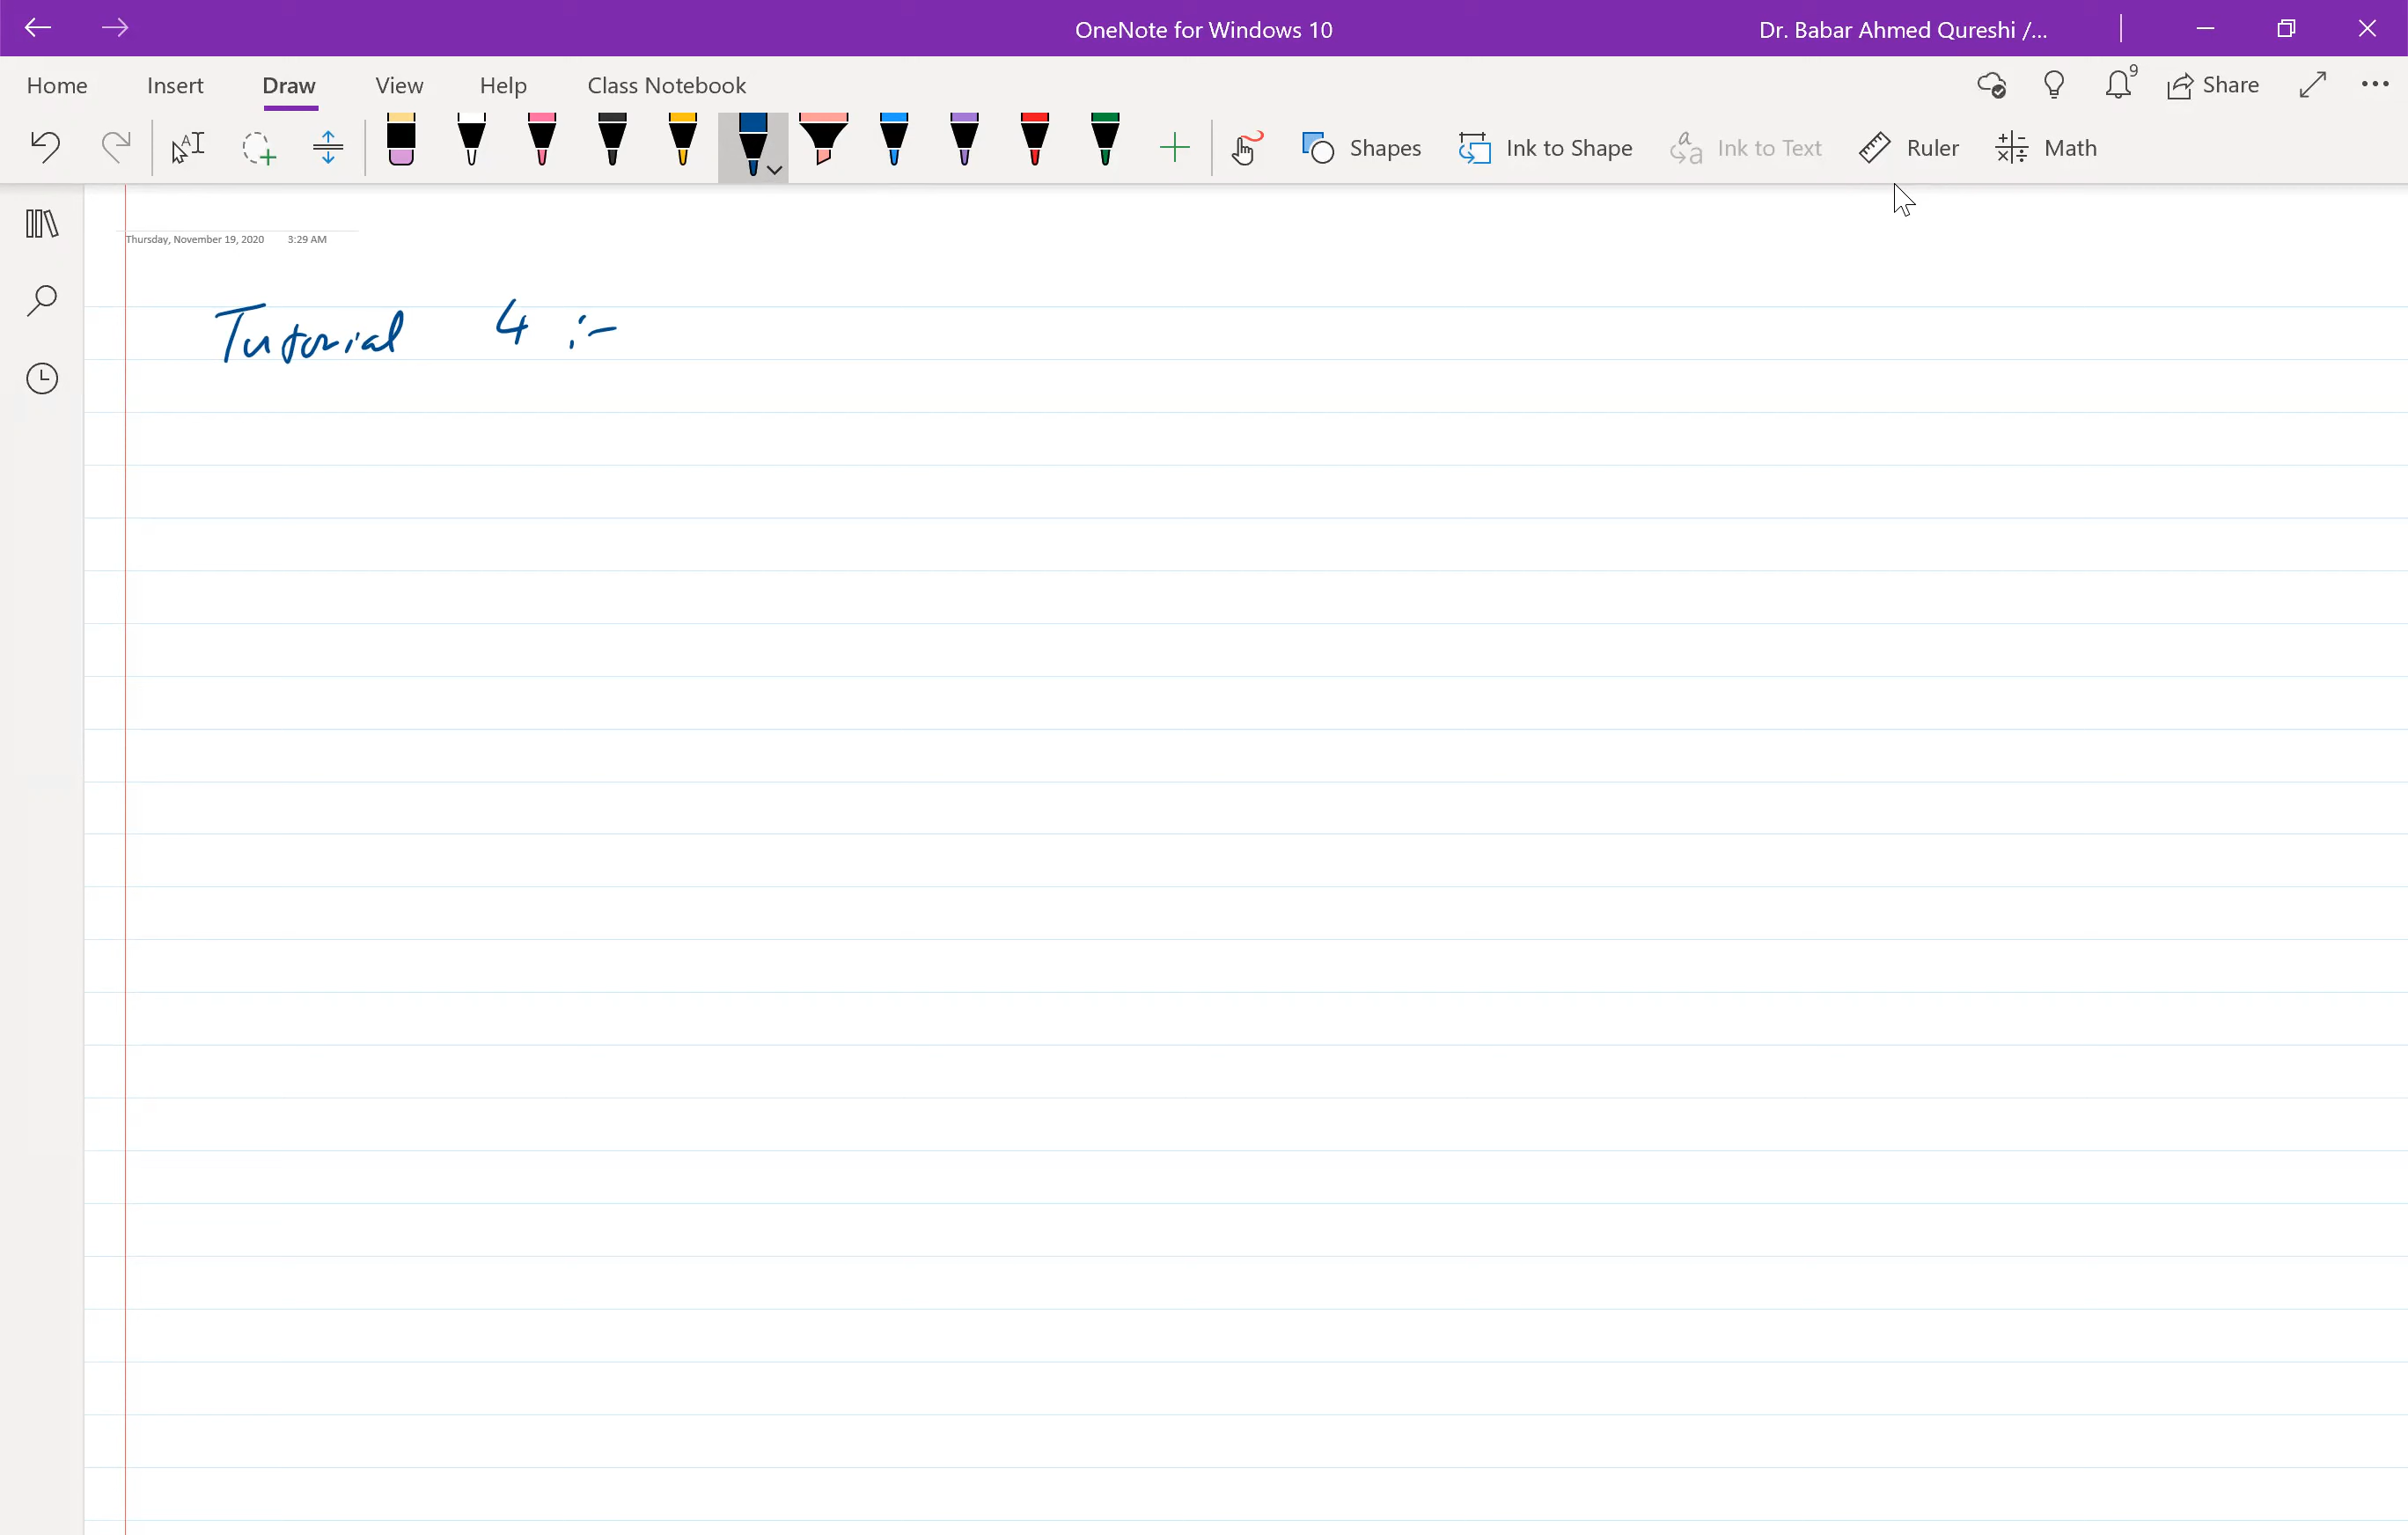 OneNote for Windows 10 Dr. Babar Ahmed Qureshi /...
Home Insert Draw View Help Class Notebook 9 Share
Shapes Ink to Shape Ink to Text Ruler Math
Thursday, November 19, 2020 3:29 AM
Tutorial 4 :-